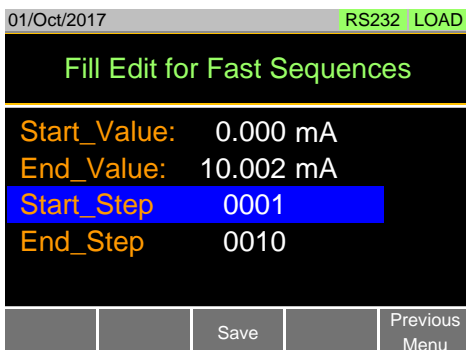 01/Oct/2017 RS232 LOAD
Fill Edit for Fast Sequences
Start_Value: 0.000 mA
End_Value: 10.002 mA
Start_Step 0001
End_Step 0010
Save
Previous
Menu